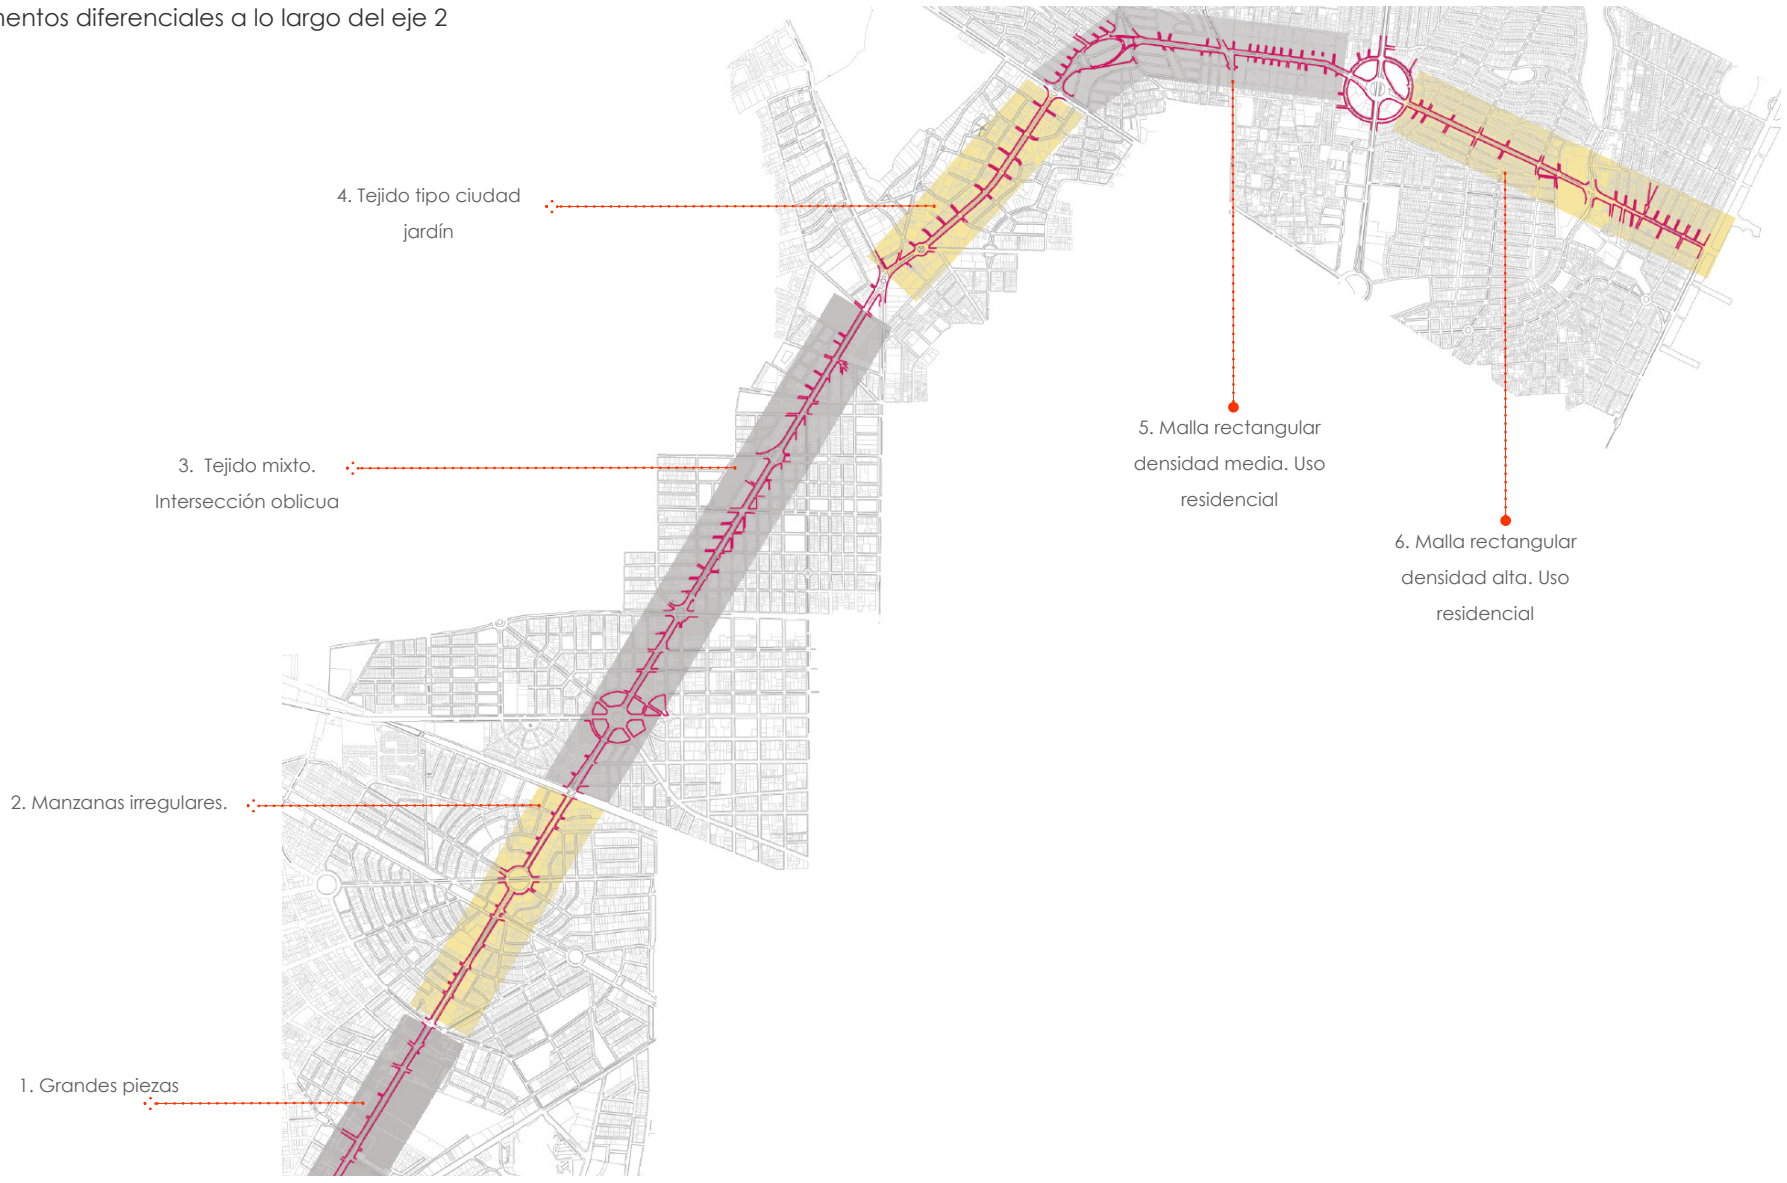 mentos diferenciales a lo largo del eje 2
4. Tejido tipo ciudad
jardín
3. Tejido mixto.
Intersección oblicua
5. Malla rectangular
densidad media. Uso
residencial
6. Malla rectangular
densidad alta. Uso
residencial
2. Manzanas irregulares.
1. Grandes piezas